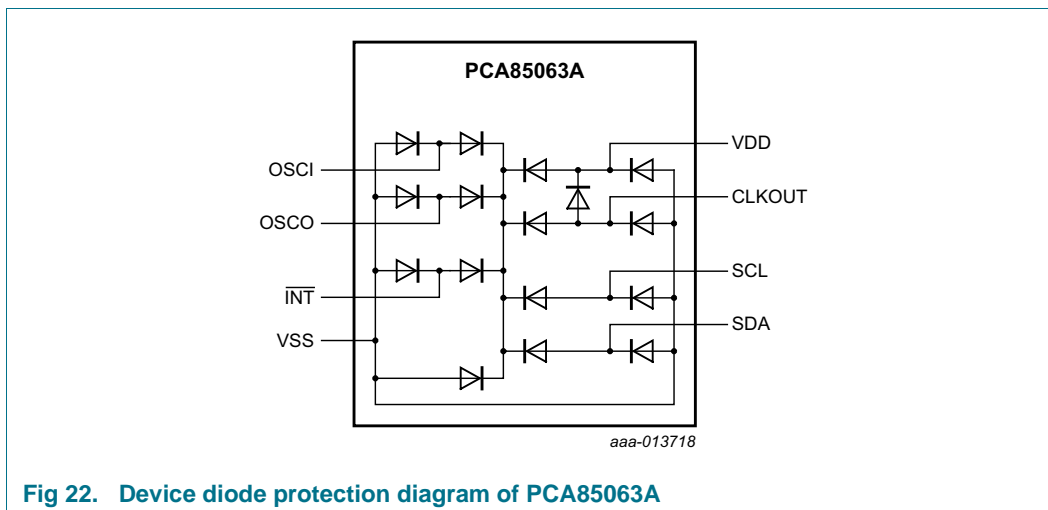 PCA85063A
OSCI
OSCO
INT
VSS
VDD
CLKOUT
SCL
SDA
aaa-013718
Fig 22. Device diode protection diagram of PCA85063A